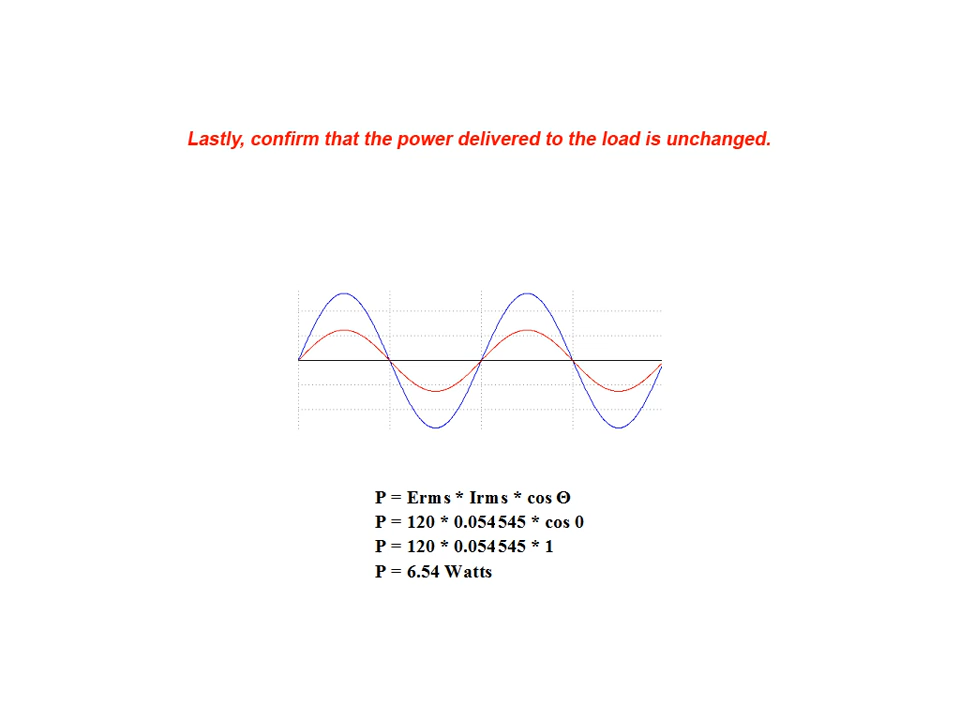 Lastly, confirm that the power delivered to the load is unchanged.
P = Erms * Irms * cos Θ
P = 120 * 0.054545 * cos 0
P = 120 * 0.054545 * 1
P = 6.54 Watts